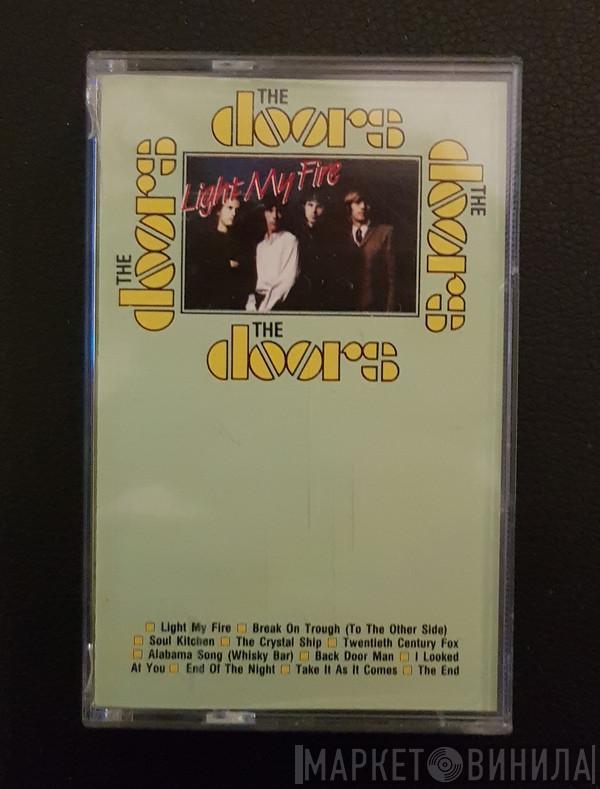 THE
doors
THE
doors
Light My Fire
THE
doors
THE
doors
Light My Fire Break On Trough (To The Other Side)
Soul Kitchen The Crystal Ship Twentieth Century Fox
Alabama Song (Whisky Bar) Back Door Man I Looked
At You End Of The Night Take It As It Comes The End
МАРКЕТ ВИНИЛА